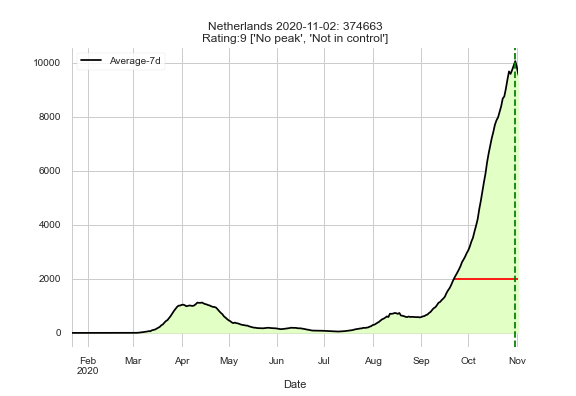 Netherlands 2020-11-02: 374663
Rating:9 ['No peak', 'Not in control']
Average-7d
10000
8000
6000
4000
2000
0
Feb Mar Apr May Jun Jul Aug Sep Oct Nov
2020
Date